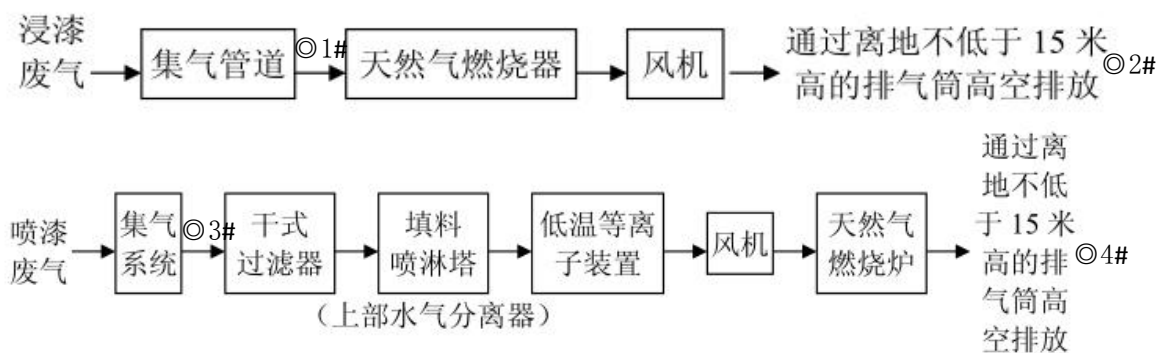 浸漆
废气
集气管道
◎1#
天然气燃烧器
风机
通过离地不低于 15 米
高的排气筒高空排放
◎2#
喷漆
废气
集气
系统
◎3#
干式
过滤器
填料
喷淋塔
(上部水气分离器)
低温等离
子装置
风机
天然气
燃烧炉
通过离
地不低
于 15 米
高的排
气筒高
空排放
◎4#